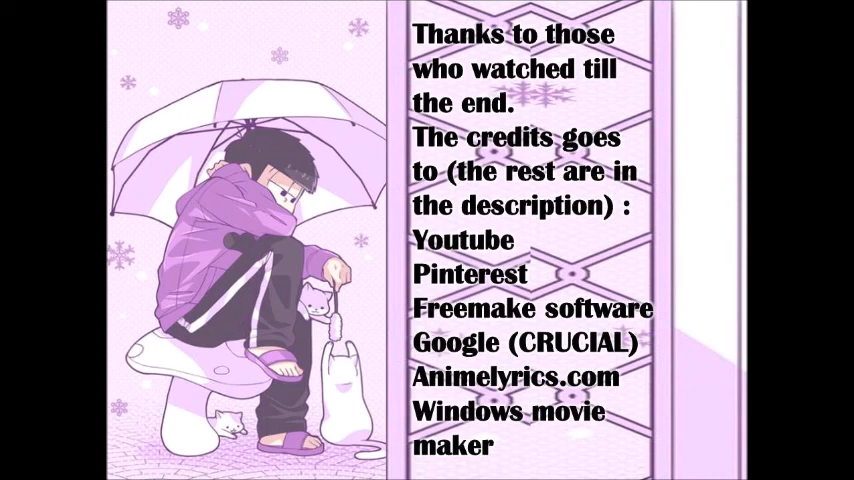 Thanks to those
who watched till
the end.
The credits goes
to (the rest are in
the description) :
Youtube
Pinterest
Freemake software
Google (CRUCIAL)
Animelyrics.com
Windows movie
maker